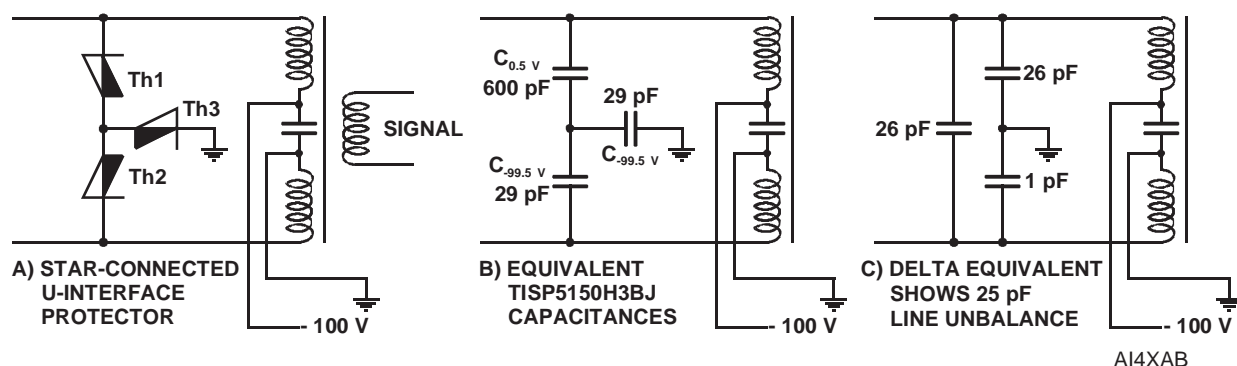 Th1
Th3
Th2
SIGNAL
- 100 V
A) STAR-CONNECTED
U-INTERFACE
PROTECTOR
C0.5 V
600 pF
29 pF
C-99.5 V
C-99.5 V
29 pF
- 100 V
B) EQUIVALENT
TISP5150H3BJ
CAPACITANCES
26 pF
26 pF
1 pF
- 100 V
C) DELTA EQUIVALENT
SHOWS 25 pF
LINE UNBALANCE
AI4XAB